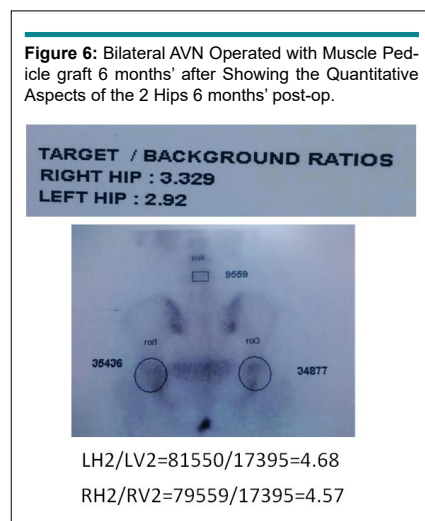 Figure 6: Bilateral AVN Operated with Muscle Ped-
icle graft 6 months' after Showing the Quantitative
Aspects of the 2 Hips 6 months' post-op.
TARGET / BACKGROUND RATIOS
RIGHT HIP : 3.329
LEFT HIP : 2.92
roi4
9559
roi1
roi3
35436
34877
LH2/LV2=81550/17395=4.68
RH2/RV2=79559/17395=4.57